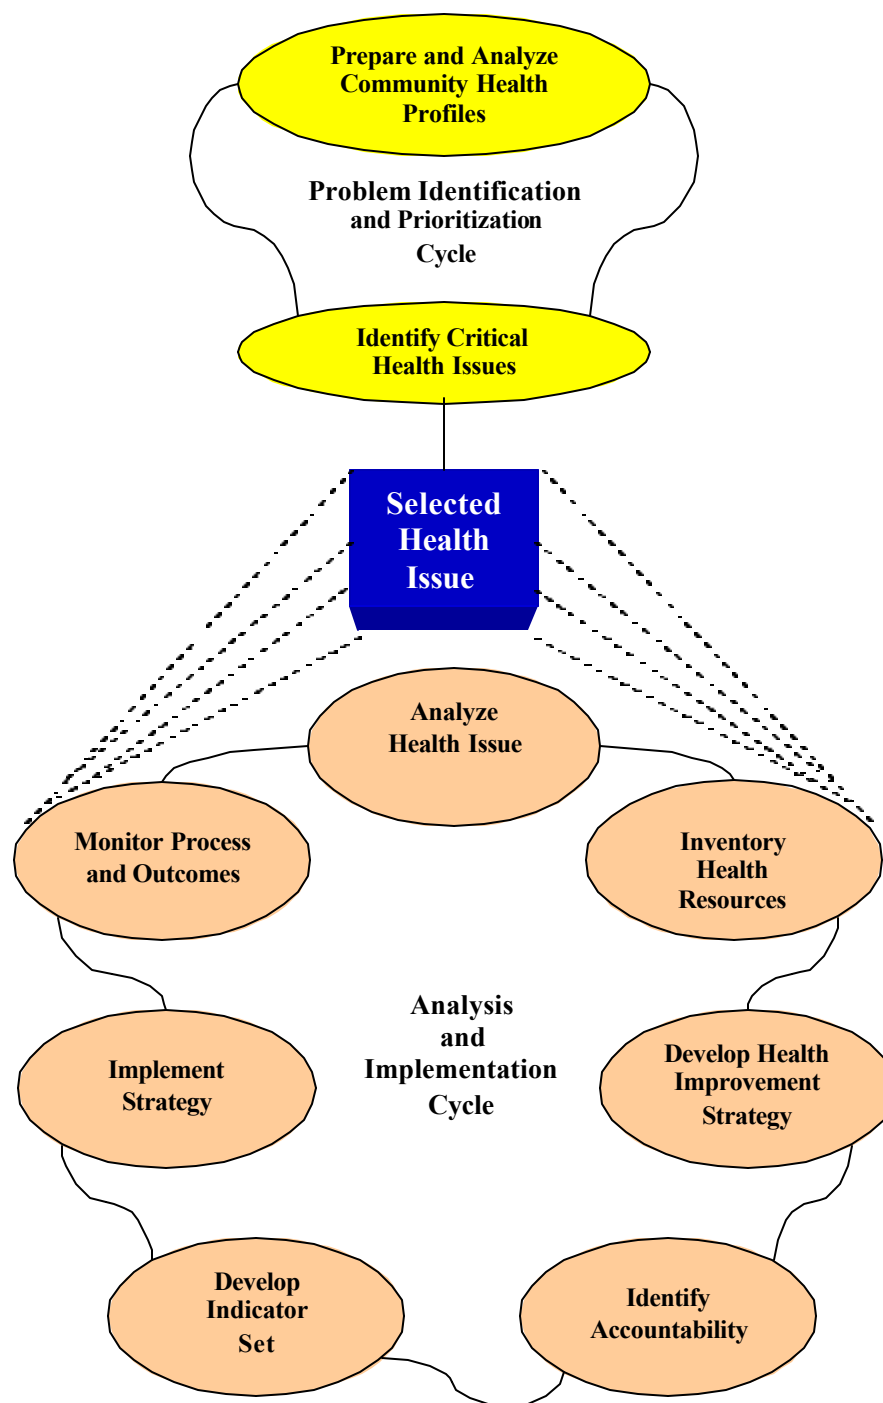 Prepare and Analyze
Community Health
Profiles
Problem Identification
and Prioritization
Cycle
Identify Critical
Health Issues
Selected
Health
Issue
Analyze
Health Issue
Monitor Process
and Outcomes
Inventory
Health
Resources
Analysis
and
Implementation
Cycle
Implement
Strategy
Develop Health
Improvement
Strategy
Develop
Indicator
Set
Identify
Accountability